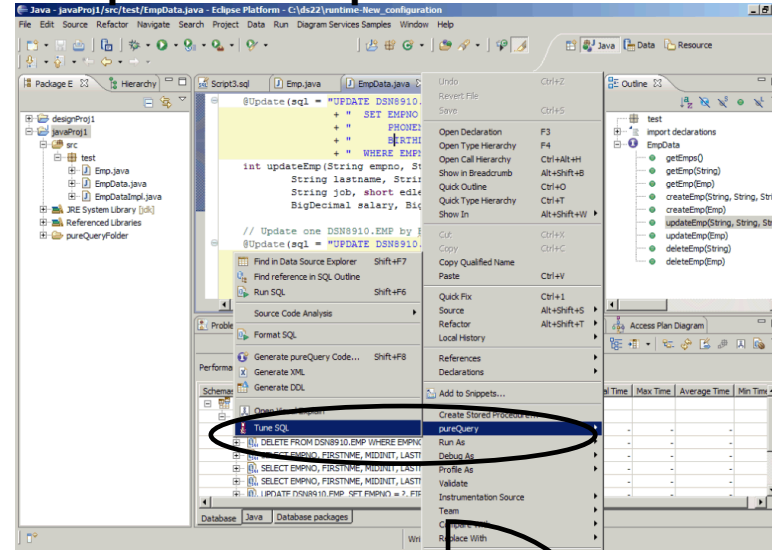 Java - javaProj1/src/test/EmpData.java - Eclipse Platform - C:\ds22\runtime-New_configuration
File Edit Source Refactor Navigate Search Project Data Run Diagram Services Samples Window Help
Java Data Resource
Package E Hierarchy
designProj1
javaProj1
src
test
Emp.java
EmpData.java
EmpDataImpl.java
JRE System Library [jdk]
Referenced Libraries
pureQueryFolder
Script3.sql Emp.java EmpData.java
@Update(sql = "UPDATE DSN8910.
+ " SET EMPNO
+ " PHONEN
+ " BIRTHD
+ " WHERE EMPN
int updateEmp(String empno, St
String lastname, Strin
String job, short edle
BigDecimal salary, Big
// Update one DSN8910.EMP by
@Update(sql = "UPDATE DSN8910.
Find in Data Source Explorer Shift+F7
Find reference in SQL Outline
Run SQL Shift+F6
Source Code Analysis
Format SQL
Generate pureQuery Code... Shift+F8
Generate XML
Generate DDL
Open Visual Explain
Tune SQL
Undo Ctrl+Z
Revert File
Save Ctrl+S
Open Declaration F3
Open Type Hierarchy F4
Open Call Hierarchy Ctrl+Alt+H
Show in Breadcrumb Alt+Shift+B
Quick Outline Ctrl+O
Quick Type Hierarchy Ctrl+T
Show In Alt+Shift+W
Cut Ctrl+X
Copy Ctrl+C
Copy Qualified Name
Paste Ctrl+V
Quick Fix Ctrl+1
Source Alt+Shift+S
Refactor Alt+Shift+T
Local History
References
Declarations
Add to Snippets...
Create Stored Procedure...
pureQuery
Run As
Debug As
Profile As
Validate
Instrumentation Source
Team
Compare With
Replace With
Outline
test
import declarations
EmpData
getEmps()
getEmp(String)
getEmp(Emp)
createEmp(String, String, Stri
createEmp(Emp)
updateEmp(String, String, St
updateEmp(Emp)
deleteEmp(String)
deleteEmp(Emp)
Proble
Access Plan Diagram
Performa
Schemas
al Time Max Time Average Time Min Time
DELETE FROM DSN8910.EMP WHERE EMPNO
SELECT EMPNO, FIRSTNME, MIDINIT, LASTN
SELECT EMPNO, FIRSTNME, MIDINIT, LASTN
SELECT EMPNO, FIRSTNME, MIDINIT, LASTN
UPDATE DSN8910.EMP SET EMPNO = ?, FIR
Database Java Database packages
Wri